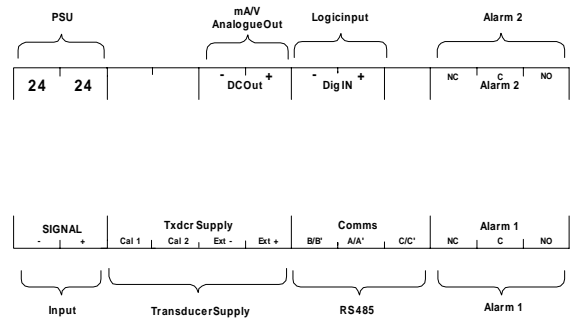 PSU
mA/V
AnalogueOut
Logicinput
Alarm 2
24 24
- +
DCOut
- +
DigIN
NC C NO
Alarm 2
SIGNAL
- +
Txdcr Supply
Cal 1 Cal 2 Ext - Ext +
Comms
B/B' A/A' C/C'
Alarm 1
NC C NO
Input
TransducerSupply
RS485
Alarm 1